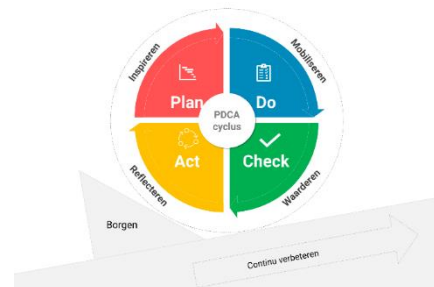 Inspireren
Mobiliseren
Plan
Do
PDCA
cyclus
Act
Check
Reflecteren
Waarderen
Borgen
Continu verbeteren